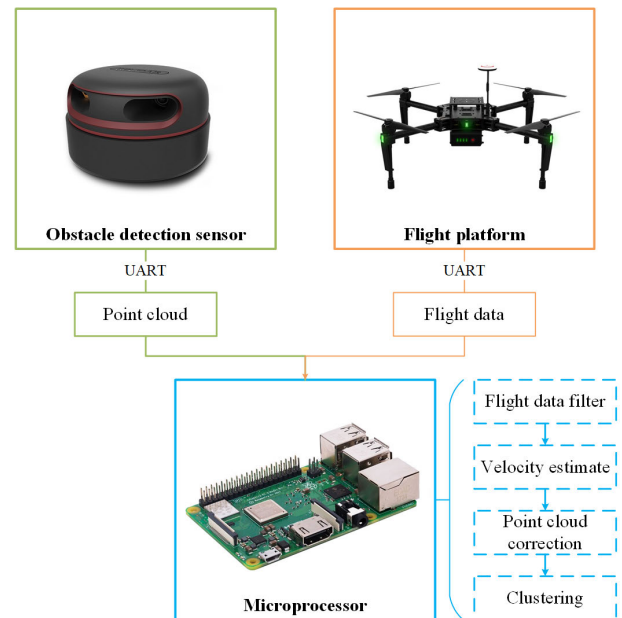 Obstacle detection sensor
Flight platform
UART
UART
Point cloud
Flight data
Flight data filter
Velocity estimate
Point cloud
correction
Clustering
Microprocessor